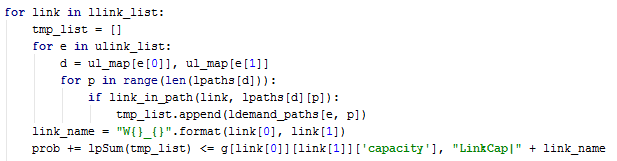 for link in llink_list:
    tmp_list = []
    for e in ulink_list:
        d = ul_map[e[0]], ul_map[e[1]]
        for p in range(len(lpaths[d])):
            if link_in_path(link, lpaths[d][p]):
                tmp_list.append(ldemand_paths[e, p])
    link_name = "W{}_{}".format(link[0], link[1])
    prob += lpSum(tmp_list) <= g[link[0]][link[1]]['capacity'], "LinkCap|" + link_name